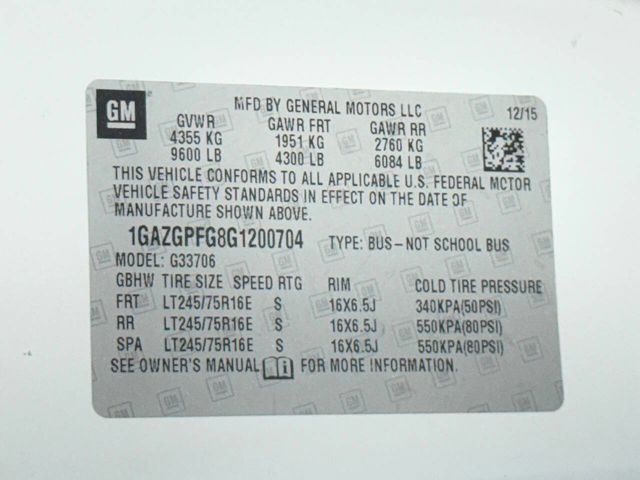 GM
MFD BY GENERAL MOTORS LLC 12/15
GVWR GAWR FRT GAWR RR
4355 KG 1951 KG 2760 KG
9600 LB 4300 LB 6084 LB
THIS VEHICLE CONFORMS TO ALL APPLICABLE U.S. FEDERAL MOTOR
VEHICLE SAFETY STANDARDS IN EFFECT ON THE DATE OF
MANUFACTURE SHOWN ABOVE.
1GAZGPFG8G1200704 TYPE: BUS–NOT SCHOOL BUS
MODEL: G33706
GBHW TIRE SIZE SPEED RTG RIM COLD TIRE PRESSURE
FRT LT245/75R16E S 16X6.5J 340KPA(50PSI)
RR LT245/75R16E S 16X6.5J 550KPA(80PSI)
SPA LT245/75R16E S 16X6.5J 550KPA(80PSI)
SEE OWNER'S MANUAL FOR MORE INFORMATION.